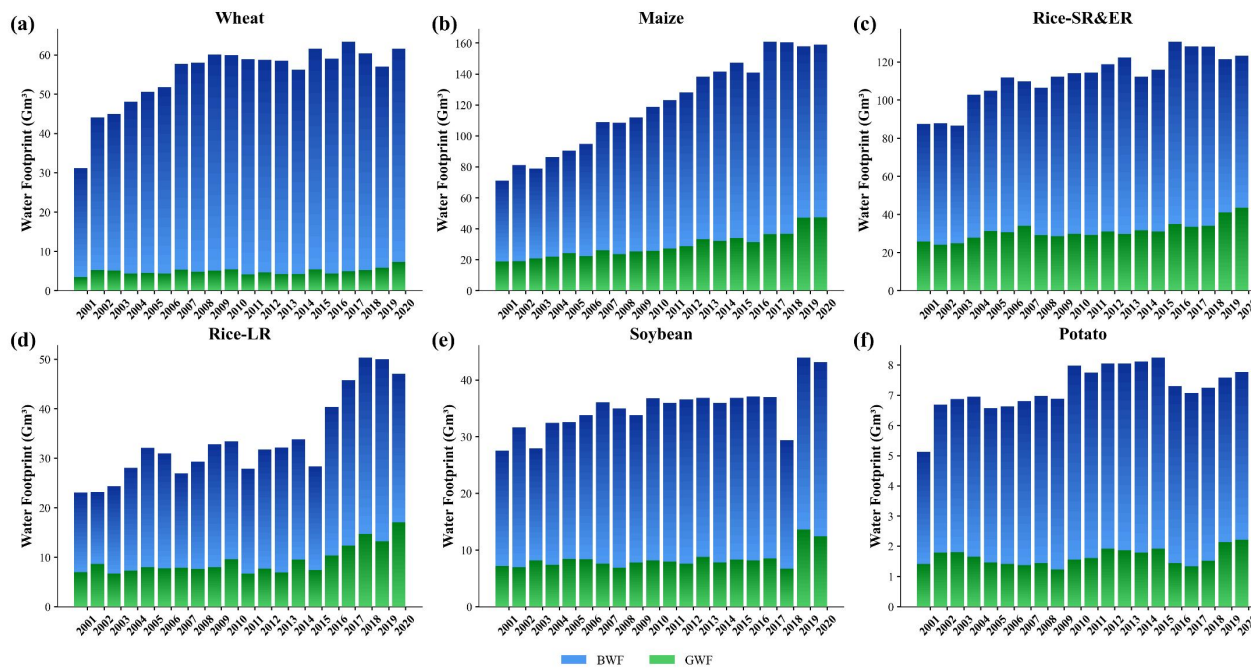 (a) Wheat
Water Footprint (Gm³)
60
50
40
30
20
10
0
2001 2002 2003 2004 2005 2006 2007 2008 2009 2010 2011 2012 2013 2014 2015 2016 2017 2018 2019 2020
(b) Maize
Water Footprint (Gm³)
160
140
120
100
80
60
40
20
0
2001 2002 2003 2004 2005 2006 2007 2008 2009 2010 2011 2012 2013 2014 2015 2016 2017 2018 2019 2020
(c) Rice-SR&ER
Water Footprint (Gm³)
120
100
80
60
40
20
0
2001 2002 2003 2004 2005 2006 2007 2008 2009 2010 2011 2012 2013 2014 2015 2016 2017 2018 2019 2020
(d) Rice-LR
Water Footprint (Gm³)
50
40
30
20
10
0
2001 2002 2003 2004 2005 2006 2007 2008 2009 2010 2011 2012 2013 2014 2015 2016 2017 2018 2019 2020
(e) Soybean
Water Footprint (Gm³)
40
30
20
10
0
2001 2002 2003 2004 2005 2006 2007 2008 2009 2010 2011 2012 2013 2014 2015 2016 2017 2018 2019 2020
(f) Potato
Water Footprint (Gm³)
8
7
6
5
4
3
2
1
0
2001 2002 2003 2004 2005 2006 2007 2008 2009 2010 2011 2012 2013 2014 2015 2016 2017 2018 2019 2020
BWF GWF